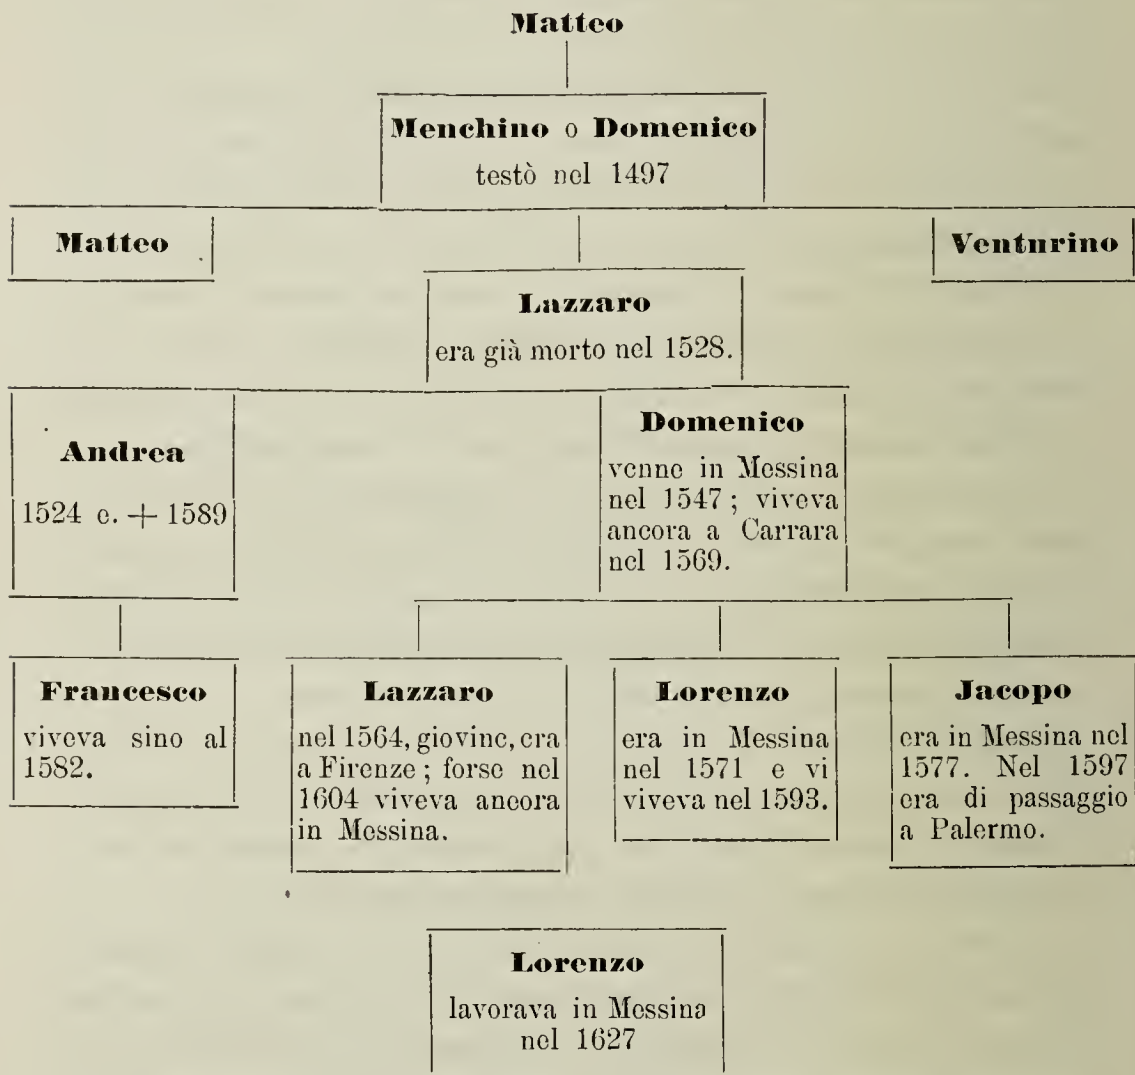 Matteo
Menchino o Domenico
testò nel 1497
Matteo
Venturino
Lazzaro
era già morto nel 1528.
Andrea
1524 c. + 1589
Domenico
venne in Messina
nel 1547; viveva
ancora a Carrara
nel 1569.
Francesco
viveva sino al
1582.
Lazzaro
nel 1564, giovine, era
a Firenze; forse nel
1604 viveva ancora
in Messina.
Lorenzo
era in Messina
nel 1571 e vi
viveva nel 1593.
Jacopo
era in Messina nel
1577. Nel 1597
era di passaggio
a Palermo.
Lorenzo
lavorava in Messina
nel 1627